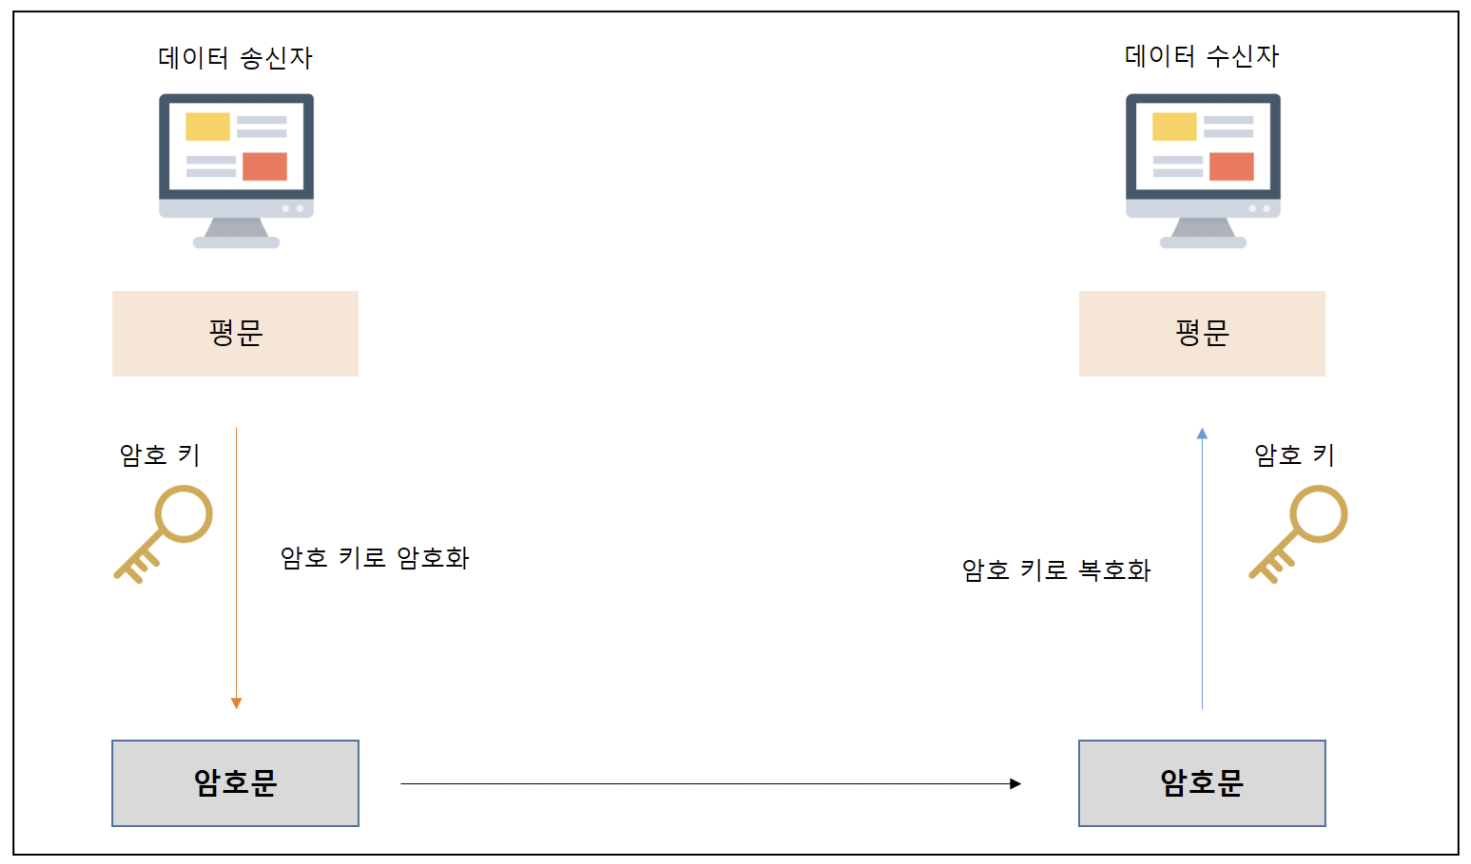 데이터 송신자
데이터 수신자
평문
평문
암호 키
암호 키
암호 키로 암호화
암호 키로 복호화
암호문
암호문